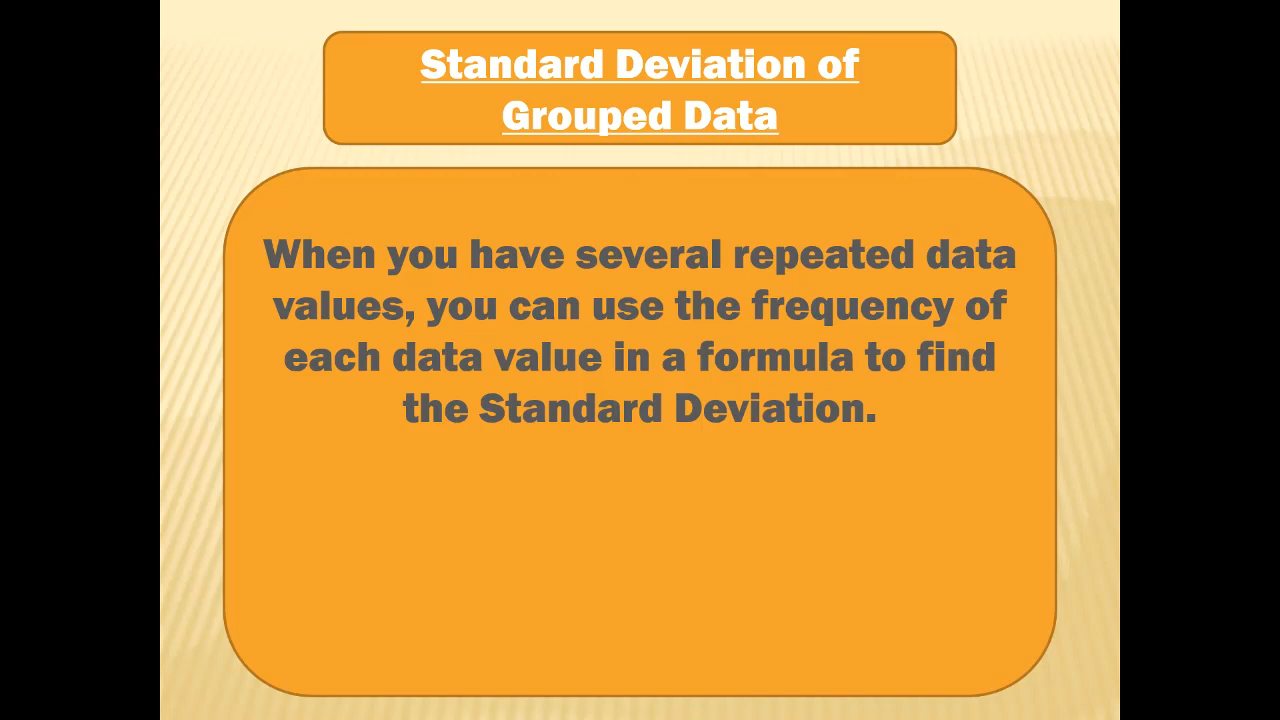 Standard Deviation of
Grouped Data
When you have several repeated data
values, you can use the frequency of
each data value in a formula to find
the Standard Deviation.